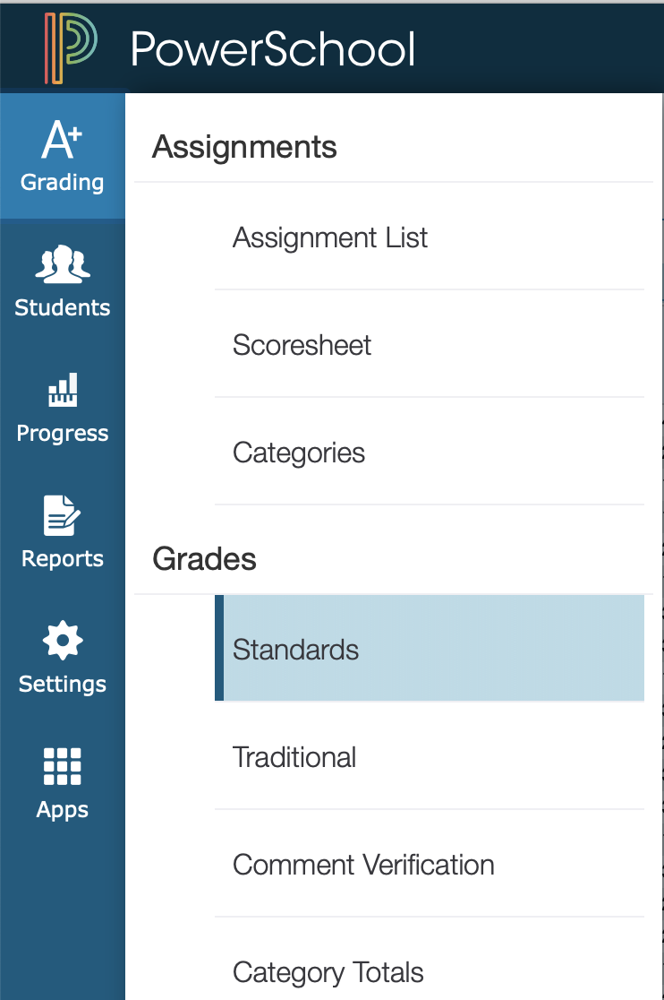 PowerSchool
A+
Grading
Students
Progress
Reports
Settings
Apps
Assignments
Assignment List
Scoresheet
Categories
Grades
Standards
Traditional
Comment Verification
Category Totals